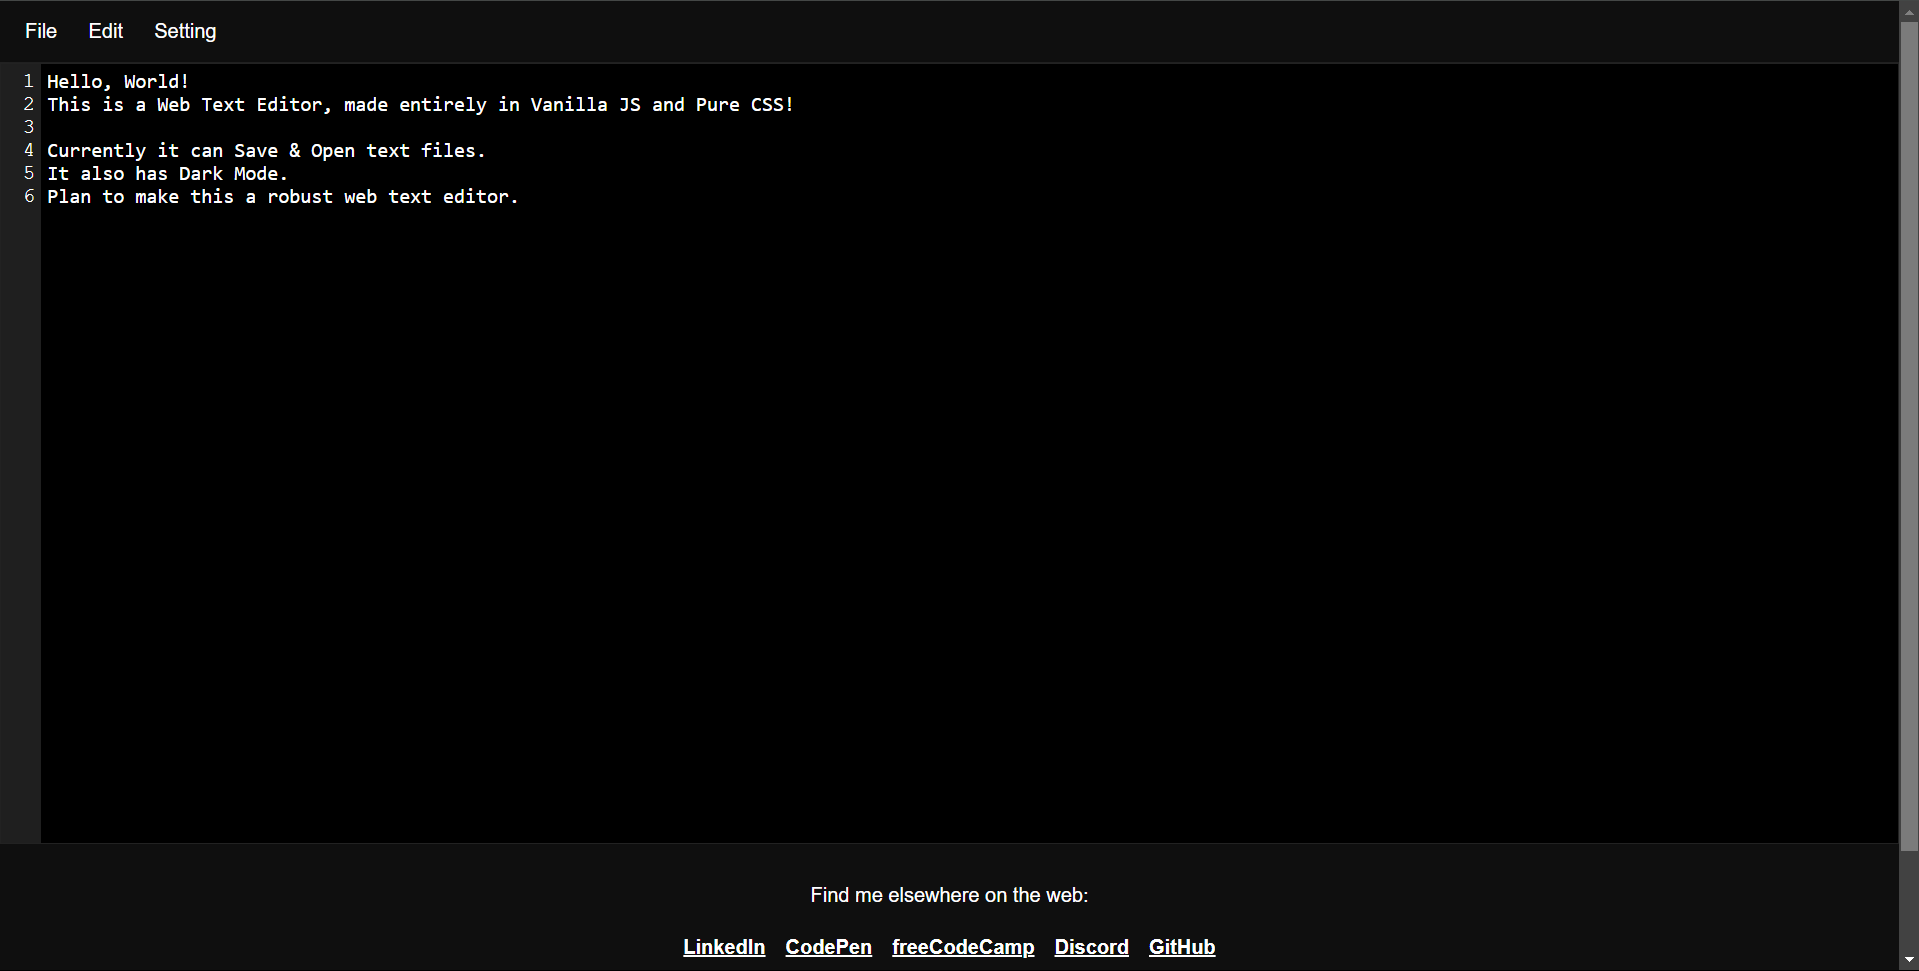 File Edit Setting
1 Hello, World!
2 This is a Web Text Editor, made entirely in Vanilla JS and Pure CSS!
3
4 Currently it can Save & Open text files.
5 It also has Dark Mode.
6 Plan to make this a robust web text editor.
Find me elsewhere on the web:
LinkedIn CodePen freeCodeCamp Discord GitHub